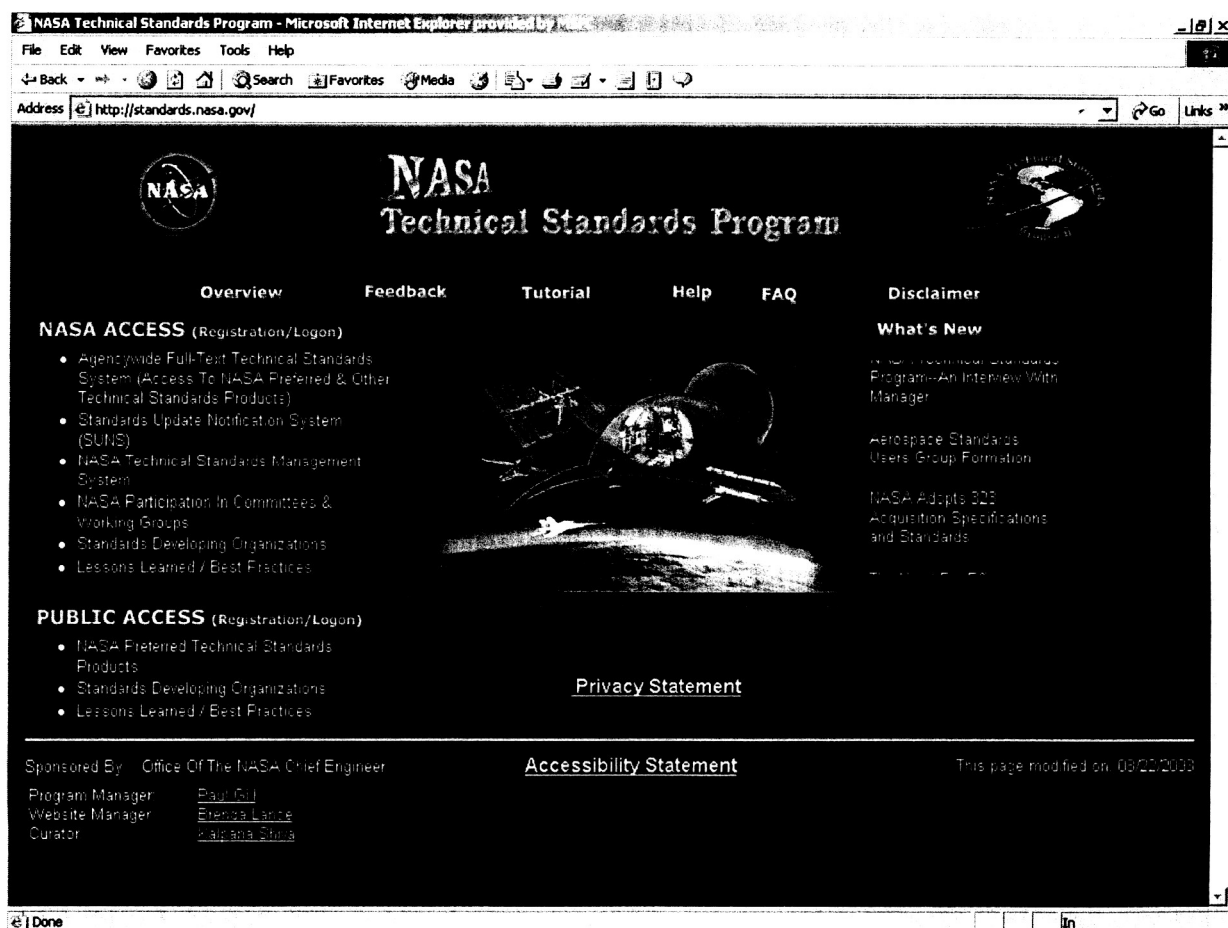 NASA Technical Standards Program - Microsoft Internet Explorer provided by
File Edit View Favorites Tools Help
Back Search Favorites Media
Address http://standards.nasa.gov/ Go Links »
NASA
NASA
Technical Standards Program
Overview Feedback Tutorial Help FAQ Disclaimer
NASA ACCESS (Registration/Logon)
• Agencywide Full-Text Technical Standards
System (Access To NASA Preferred & Other
Technical Standards Products)
• Standards Update Notification System
(SUNS)
• NASA Technical Standards Management
System
• NASA Participation In Committees &
Working Groups
• Standards Developing Organizations
• Lessons Learned / Best Practices
What's New
NASA Technical Standards
Program--An Interview With
Manager
Aerospace Standards
Users Group Formation
NASA Adopts 323
Acquisition Specifications
and Standards
PUBLIC ACCESS (Registration/Logon)
• NASA Preferred Technical Standards
Products
• Standards Developing Organizations
• Lessons Learned / Best Practices
Privacy Statement
Sponsored By Office Of The NASA Chief Engineer
Accessibility Statement
This page modified on
Program Manager Paul Gill
Website Manager Brenda Lance
Curator Kalpana
Done In